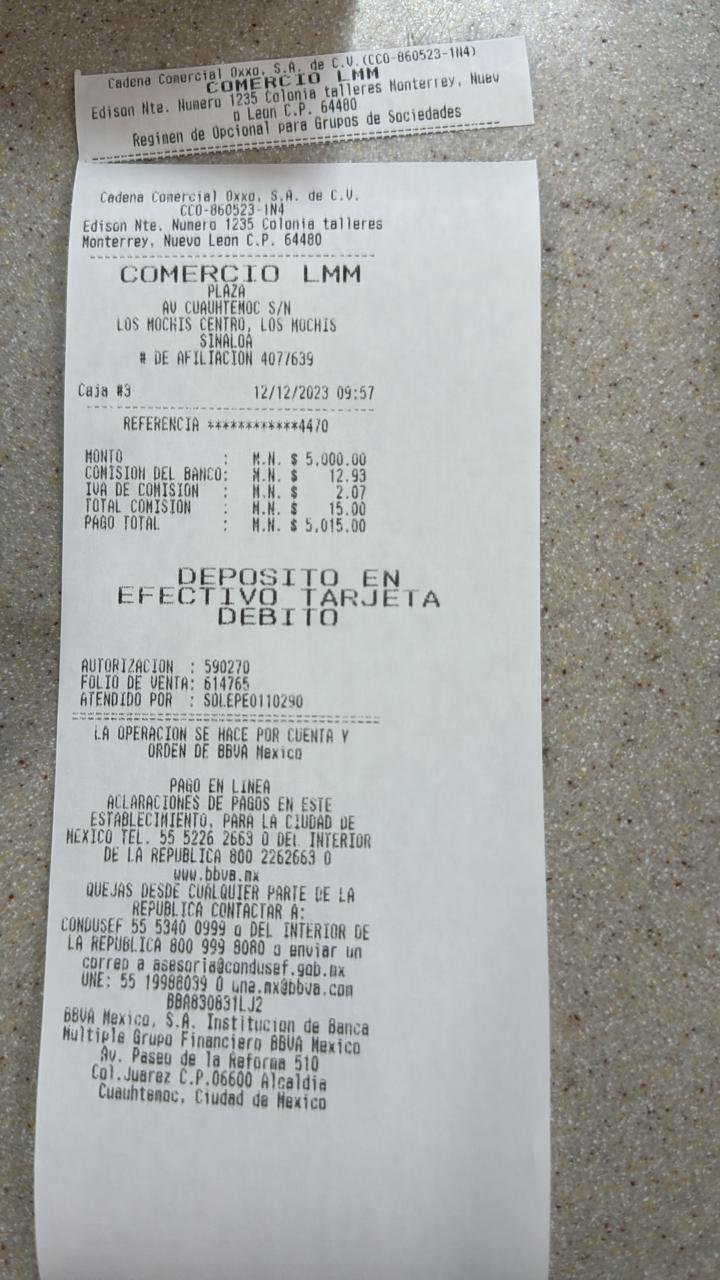 Cadena Comercial Oxxo, S.A. de C.V.(CCO-860523-1N4)
COMERCIO LMM
Edison Nte. Numero 1235 Colonia talleres Monterrey, Nuev
o Leon C.P. 64480
Regimen de Opcional para Grupos de Sociedades
Cadena Comercial Oxxo, S.A. de C.V.
CCO-860523-1N4
Edison Nte. Numero 1235 Colonia talleres
Monterrey, Nuevo Leon C.P. 64480
COMERCIO LMM
PLAZA
AV CUAUHTEMOC S/N
LOS MOCHIS CENTRO, LOS MOCHIS
SINALOA
# DE AFILIACION 4077639
Caja #3 12/12/2023 09:57
REFERENCIA ************4470
MONTO : M.N. $ 5,000.00
COMISION DEL BANCO: M.N. $ 12.93
IVA DE COMISION : M.N. $ 2.07
TOTAL COMISION : M.N. $ 15.00
PAGO TOTAL : M.N. $ 5,015.00
DEPOSITO EN
EFECTIVO TARJETA
DEBITO
AUTORIZACION : 590270
FOLIO DE VENTA: 614765
ATENDIDO POR : SOLEPE0110290
LA OPERACION SE HACE POR CUENTA Y
ORDEN DE BBVA Mexico
PAGO EN LINEA
ACLARACIONES DE PAGOS EN ESTE
ESTABLECIMIENTO, PARA LA CIUDAD DE
MEXICO TEL. 55 5226 2663 O DEL INTERIOR
DE LA REPUBLICA 800 2262663 O
www.bbva.mx
QUEJAS DESDE CUALQUIER PARTE DE LA
REPUBLICA CONTACTAR A:
CONDUSEF 55 5340 0999 o DEL INTERIOR DE
LA REPUBLICA 800 999 8080 o enviar un
correo a asesoria@condusef.gob.mx
UNE: 55 19988039 O una.mx@bbva.com
BBA830831LJ2
BBVA Mexico, S.A. Institucion de Banca
Multiple Grupo Financiero BBVA Mexico
Av. Paseo de la Reforma 510
Col.Juarez C.P.06600 Alcaldia
Cuauhtemoc, Ciudad de Mexico